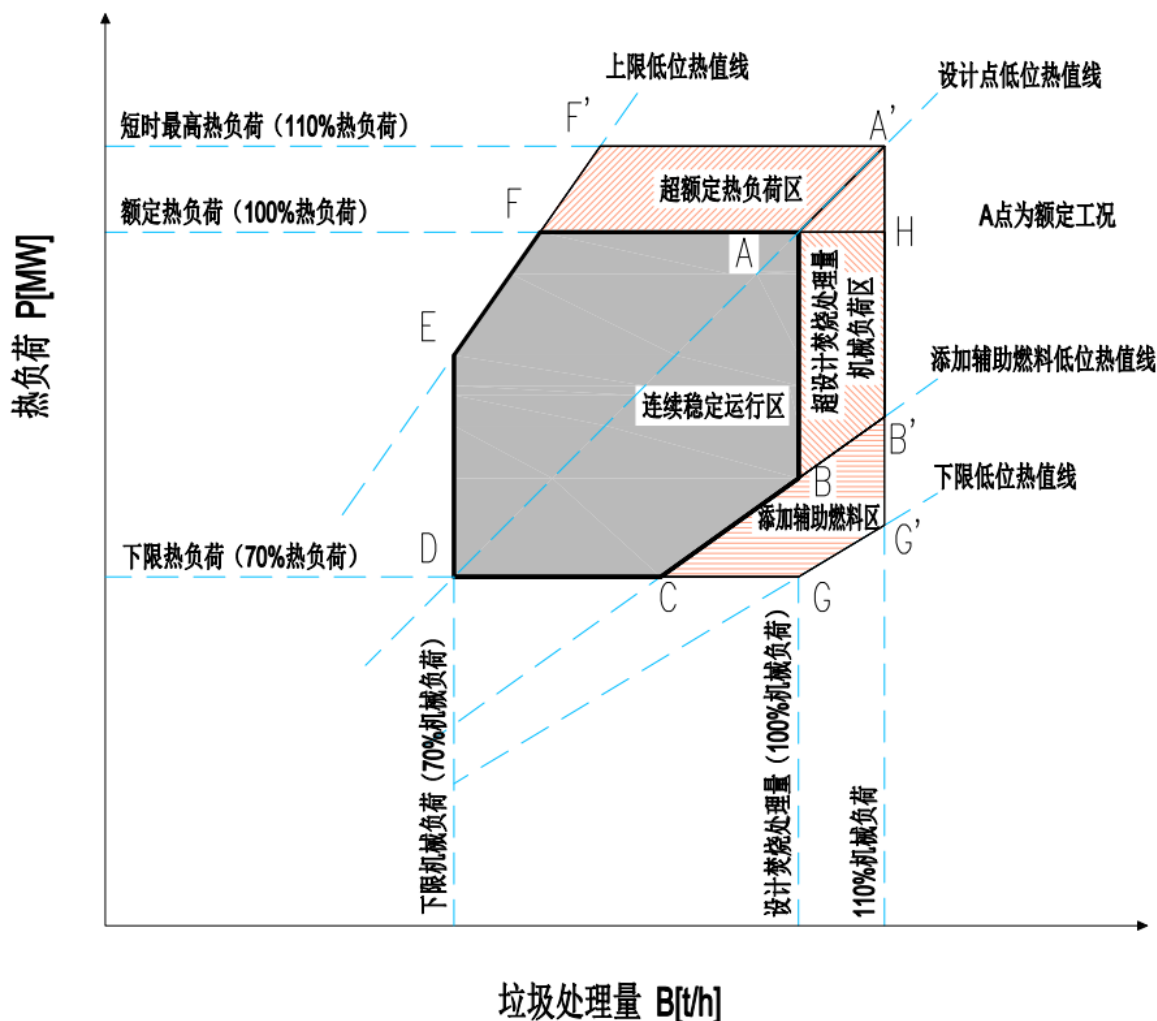 上限低位热值线
设计点低位热值线
F'
A'
短时最高热负荷（110%热负荷）
超额定热负荷区
F
额定热负荷（100%热负荷）
A
H
A点为额定工况
超设计焚烧处理量
机械负荷区
热负荷 P[MW]
E
添加辅助燃料低位热值线
连续稳定运行区
B'
B
下限低位热值线
添加辅助燃料区
G'
D
下限热负荷（70%热负荷）
C
G
下限机械负荷（70%机械负荷）
设计焚烧处理量（100%机械负荷）
110%机械负荷
垃圾处理量 B[t/h]